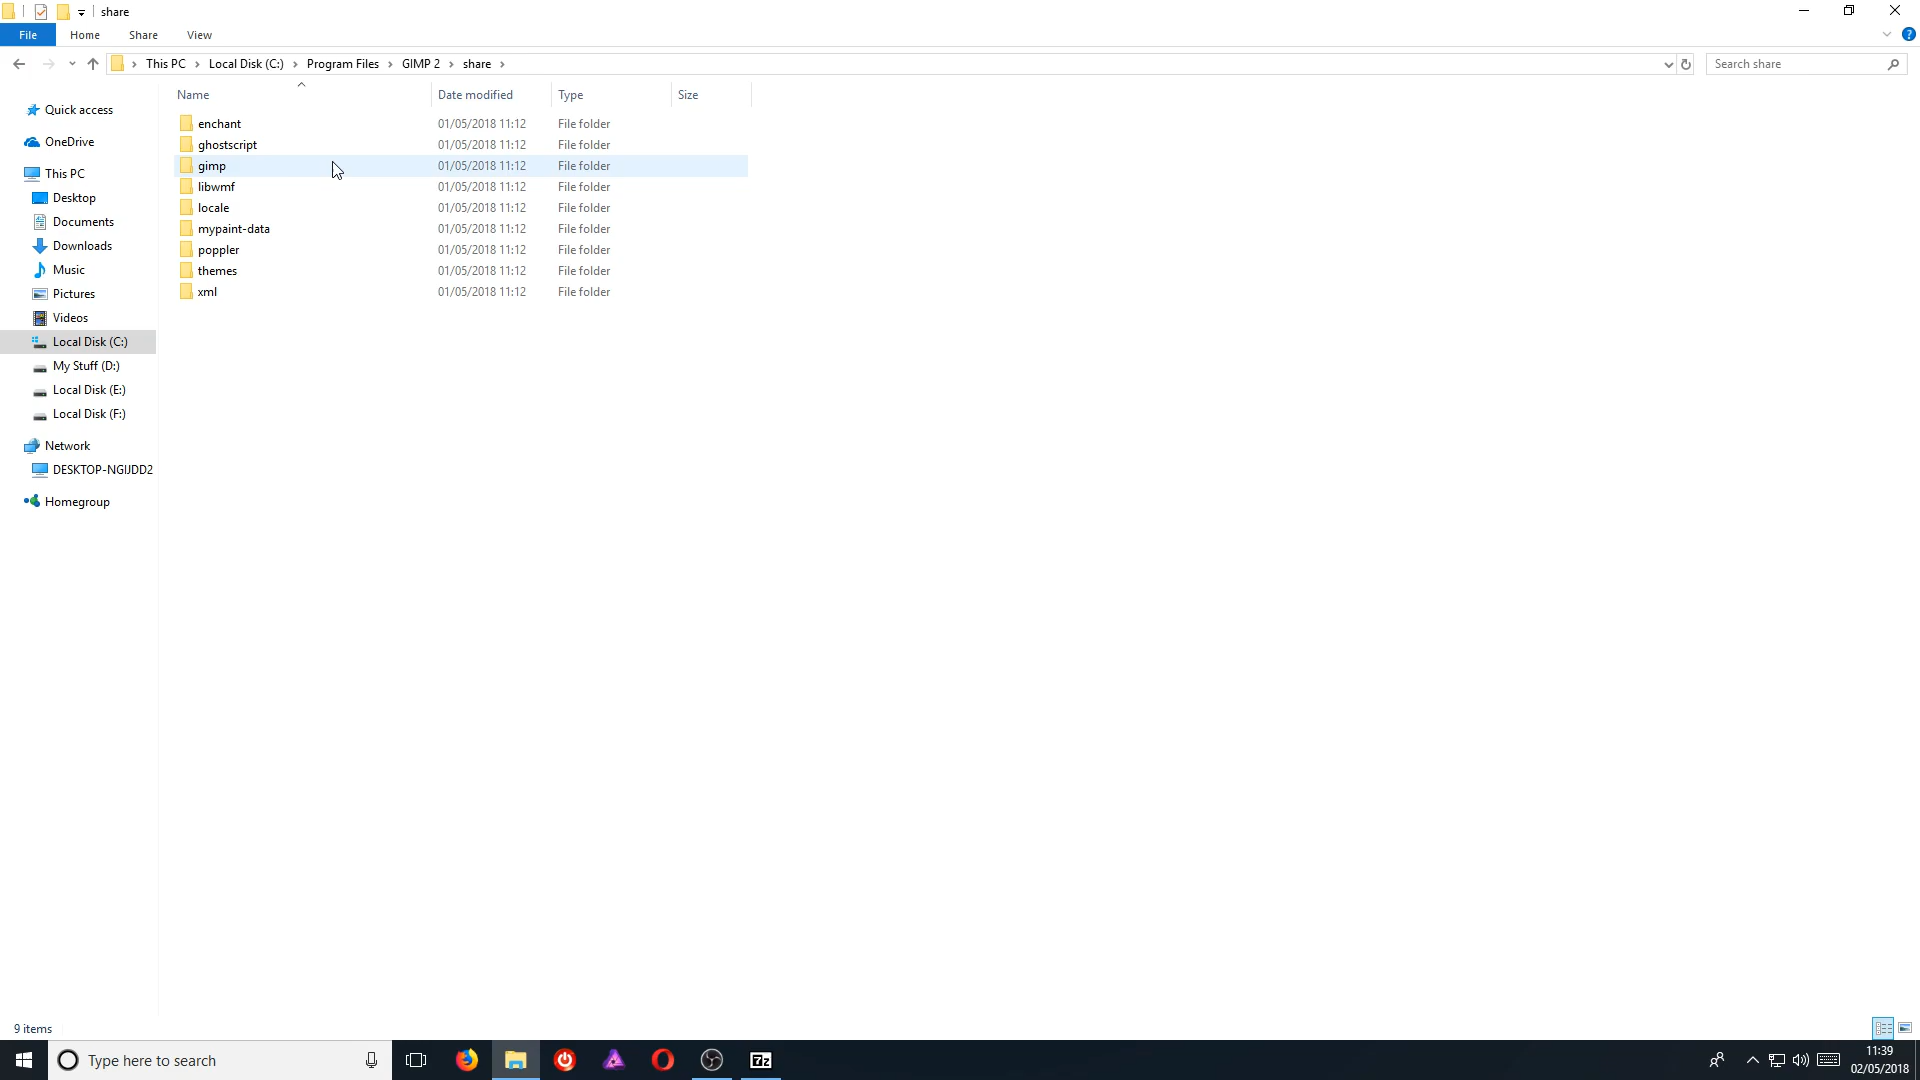 share
File Home Share View
This PC Local Disk (C:) Program Files GIMP 2 share
Search share
Name Date modified Type Size
Quick access
OneDrive
This PC
Desktop
Documents
Downloads
Music
Pictures
Videos
Local Disk (C:)
My Stuff (D:)
Local Disk (E:)
Local Disk (F:)
Network
DESKTOP-NGIJDD2
Homegroup
enchant 01/05/2018 11:12 File folder
ghostscript 01/05/2018 11:12 File folder
gimp 01/05/2018 11:12 File folder
libwmf 01/05/2018 11:12 File folder
locale 01/05/2018 11:12 File folder
mypaint-data 01/05/2018 11:12 File folder
poppler 01/05/2018 11:12 File folder
themes 01/05/2018 11:12 File folder
xml 01/05/2018 11:12 File folder
9 items
Type here to search
7z
11:39
02/05/2018